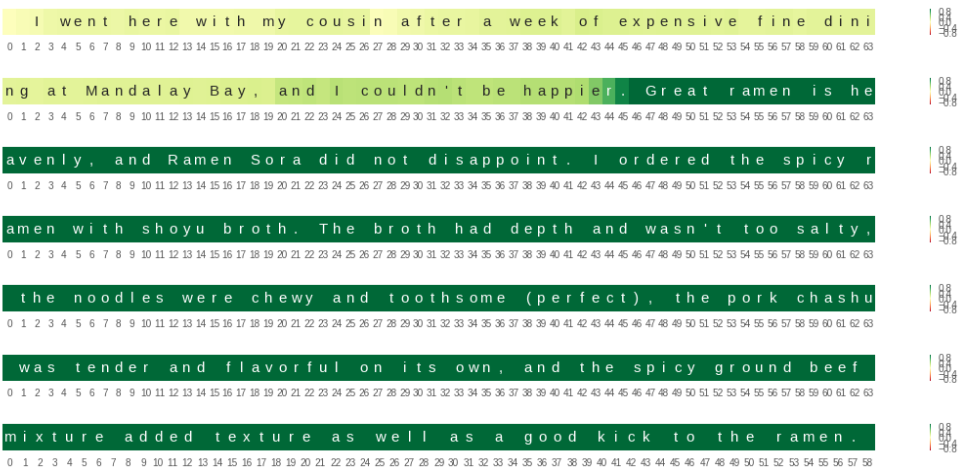 I went here with my cousin after a week of expensive fine dini
0 1 2 3 4 5 6 7 8 9 10 11 12 13 14 15 16 17 18 19 20 21 22 23 24 25 26 27 28 29 30 31 32 33 34 35 36 37 38 39 40 41 42 43 44 45 46 47 48 49 50 51 52 53 54 55 56 57 58 59 60 61 62 63
ng at Mandalay Bay, and I couldn't be happier. Great ramen is he
0 1 2 3 4 5 6 7 8 9 10 11 12 13 14 15 16 17 18 19 20 21 22 23 24 25 26 27 28 29 30 31 32 33 34 35 36 37 38 39 40 41 42 43 44 45 46 47 48 49 50 51 52 53 54 55 56 57 58 59 60 61 62 63
avenly, and Ramen Sora did not disappoint. I ordered the spicy r
0 1 2 3 4 5 6 7 8 9 10 11 12 13 14 15 16 17 18 19 20 21 22 23 24 25 26 27 28 29 30 31 32 33 34 35 36 37 38 39 40 41 42 43 44 45 46 47 48 49 50 51 52 53 54 55 56 57 58 59 60 61 62 63
amen with shoyu broth. The broth had depth and wasn't too salty,
0 1 2 3 4 5 6 7 8 9 10 11 12 13 14 15 16 17 18 19 20 21 22 23 24 25 26 27 28 29 30 31 32 33 34 35 36 37 38 39 40 41 42 43 44 45 46 47 48 49 50 51 52 53 54 55 56 57 58 59 60 61 62 63
the noodles were chewy and toothsome (perfect), the pork chashu
0 1 2 3 4 5 6 7 8 9 10 11 12 13 14 15 16 17 18 19 20 21 22 23 24 25 26 27 28 29 30 31 32 33 34 35 36 37 38 39 40 41 42 43 44 45 46 47 48 49 50 51 52 53 54 55 56 57 58 59 60 61 62 63
was tender and flavorful on its own, and the spicy ground beef
0 1 2 3 4 5 6 7 8 9 10 11 12 13 14 15 16 17 18 19 20 21 22 23 24 25 26 27 28 29 30 31 32 33 34 35 36 37 38 39 40 41 42 43 44 45 46 47 48 49 50 51 52 53 54 55 56 57 58 59 60 61 62 63
mixture added texture as well as a good kick to the ramen.
0 1 2 3 4 5 6 7 8 9 10 11 12 13 14 15 16 17 18 19 20 21 22 23 24 25 26 27 28 29 30 31 32 33 34 35 36 37 38 39 40 41 42 43 44 45 46 47 48 49 50 51 52 53 54 55 56 57 58